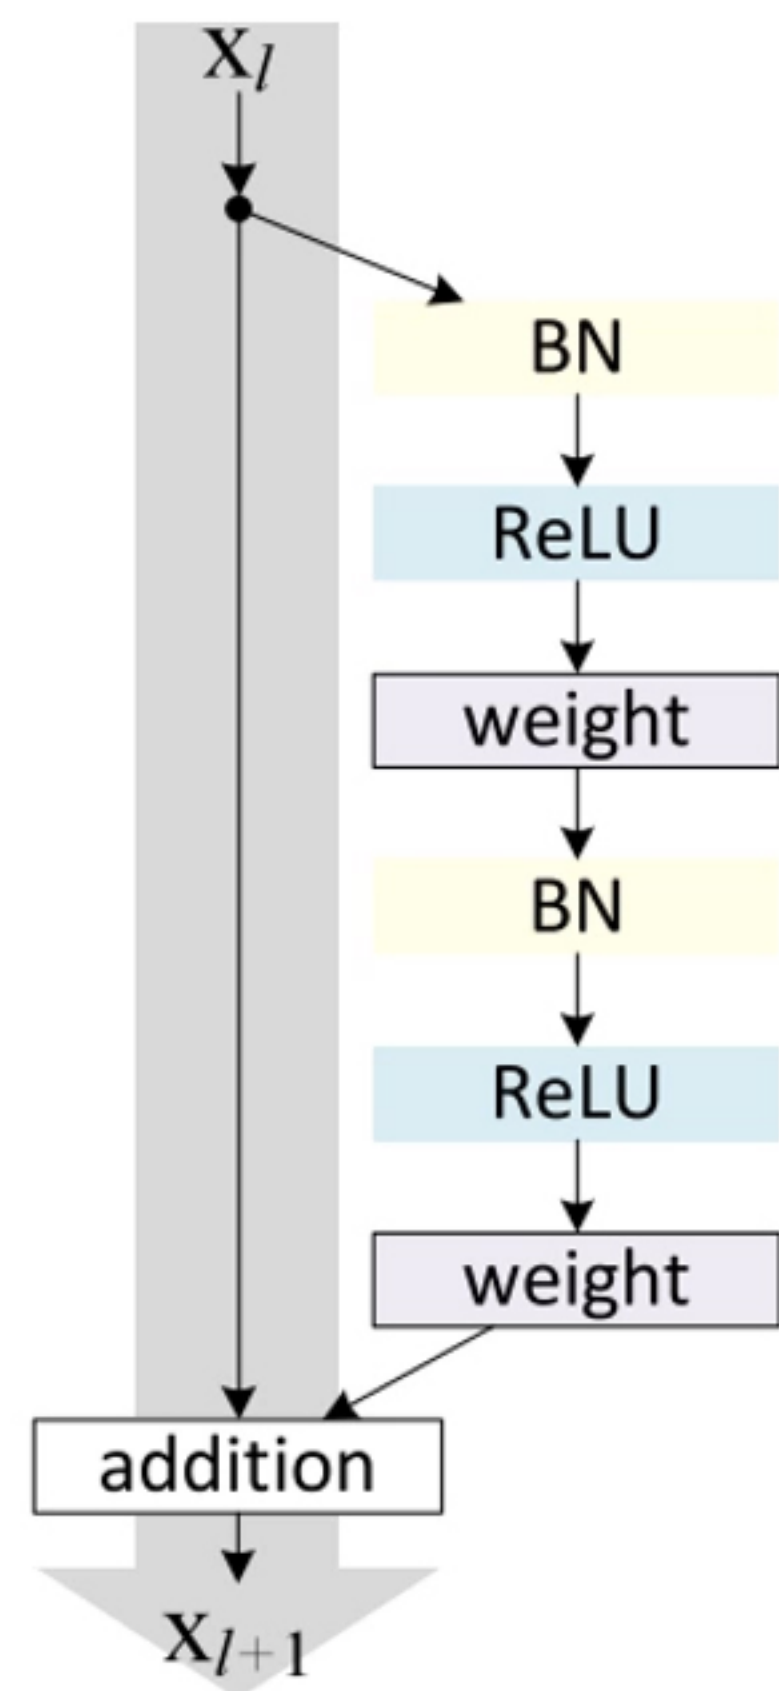 x_l
BN
ReLU
weight
BN
ReLU
weight
addition
x_{l+1}